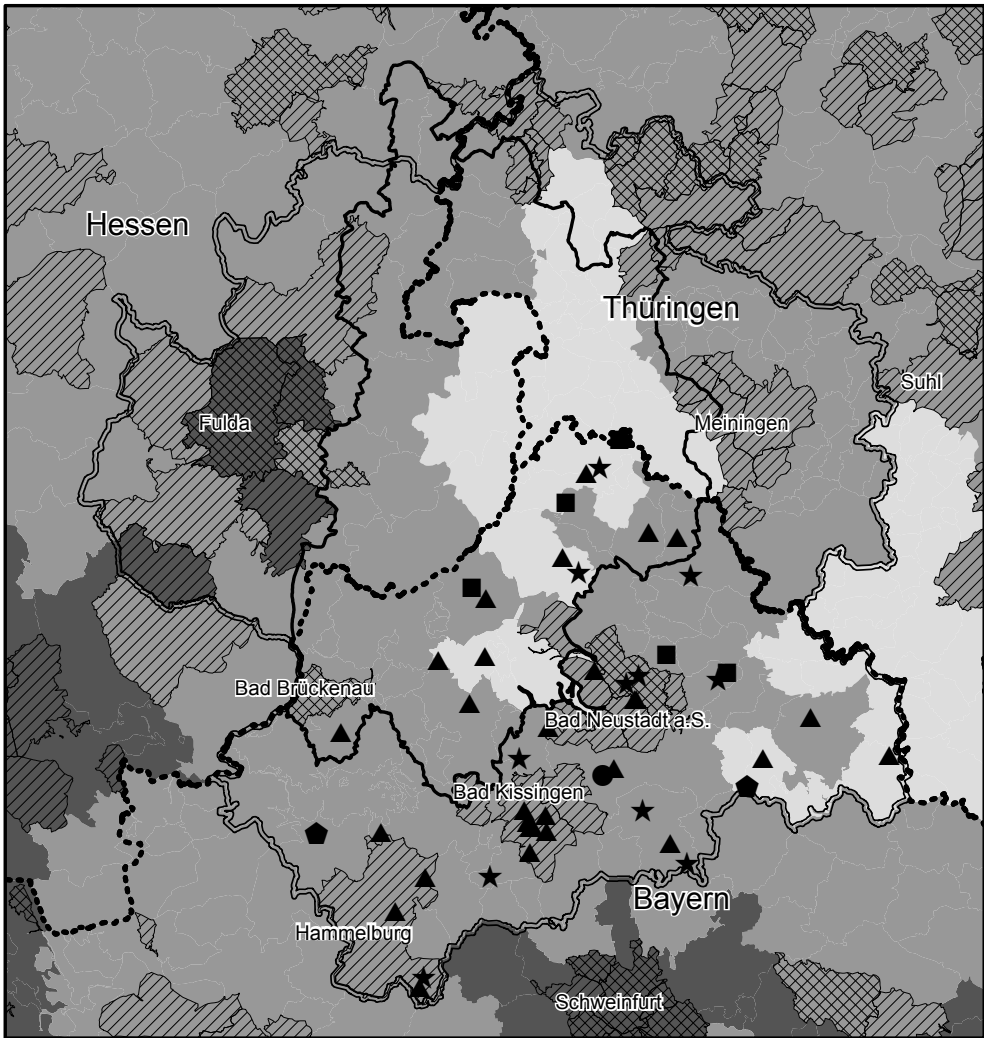 Hessen
Thüringen
Suhl
Fulda
Meiningen
Bad Brückenau
Bad Neustadt a.S.
Bad Kissingen
Bayern
Hammelburg
Schweinfurt